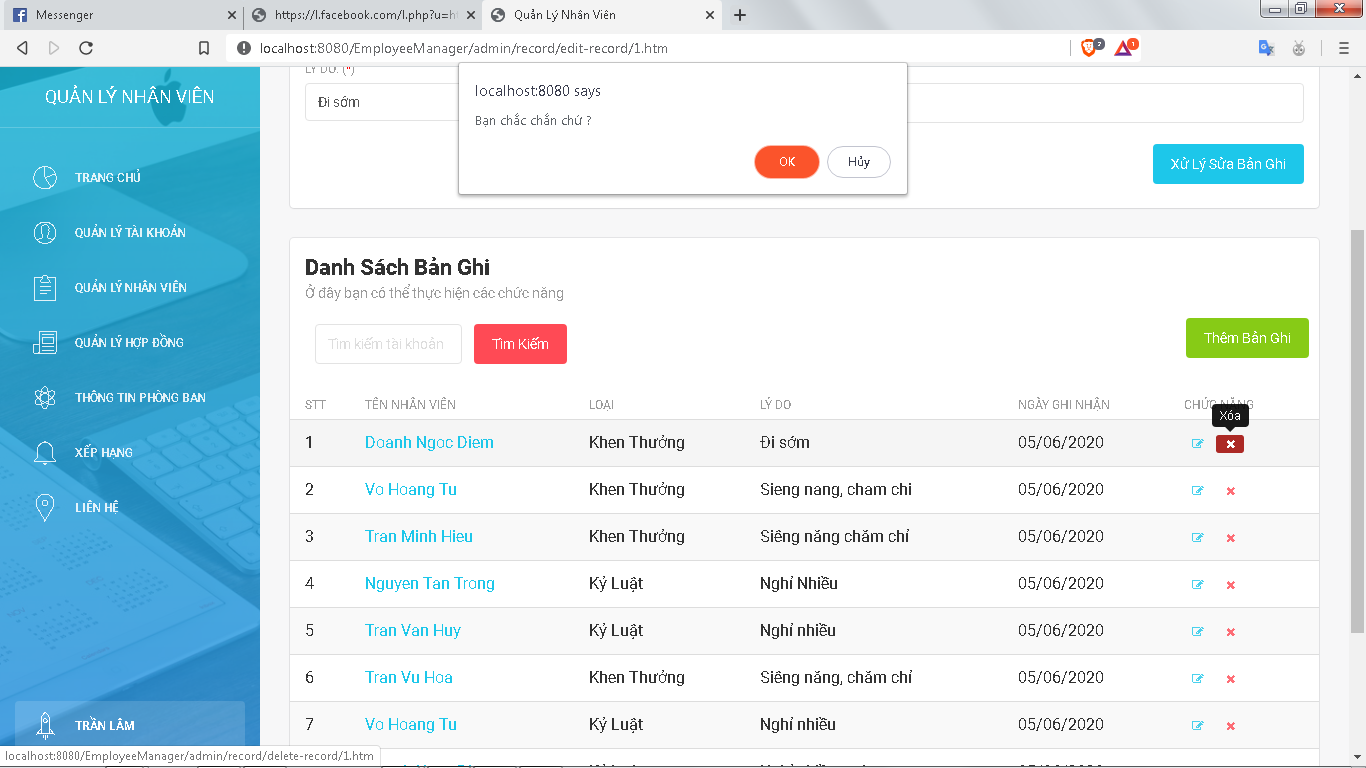 Messenger
https://l.facebook.com/l.php?u=ht
Quản Lý Nhân Viên
localhost:8080/EmployeeManager/admin/record/edit-record/1.htm
7
1
LÝ DO: (*)
QUẢN LÝ NHÂN VIÊN
Đi sớm
localhost:8080 says
Bạn chắc chắn chứ ?
OK
Hủy
Xử Lý Sửa Bản Ghi
TRANG CHỦ
QUẢN LÝ TÀI KHOẢN
QUẢN LÝ NHÂN VIÊN
QUẢN LÝ HỢP ĐỒNG
THÔNG TIN PHÒNG BAN
XẾP HẠNG
LIÊN HỆ
TRẦN LÂM
Danh Sách Bản Ghi
Ở đây bạn có thể thực hiện các chức năng
Tìm kiếm tài khoản
Tìm Kiếm
Thêm Bản Ghi
STT TÊN NHÂN VIÊN LOẠI LÝ DO NGÀY GHI NHẬN CHỨC NĂNG
Xóa
1 Doanh Ngoc Diem Khen Thưởng Đi sớm 05/06/2020
2 Vo Hoang Tu Khen Thưởng Sieng nang, cham chi 05/06/2020
3 Tran Minh Hieu Khen Thưởng Siêng năng chăm chỉ 05/06/2020
4 Nguyen Tan Trong Kỷ Luật Nghỉ Nhiều 05/06/2020
5 Tran Van Huy Kỷ Luật Nghỉ nhiều 05/06/2020
6 Tran Vu Hoa Khen Thưởng Siêng năng, chăm chỉ 05/06/2020
7 Vo Hoang Tu Kỷ Luật Nghỉ nhiều 05/06/2020
localhost:8080/EmployeeManager/admin/record/delete-record/1.htm